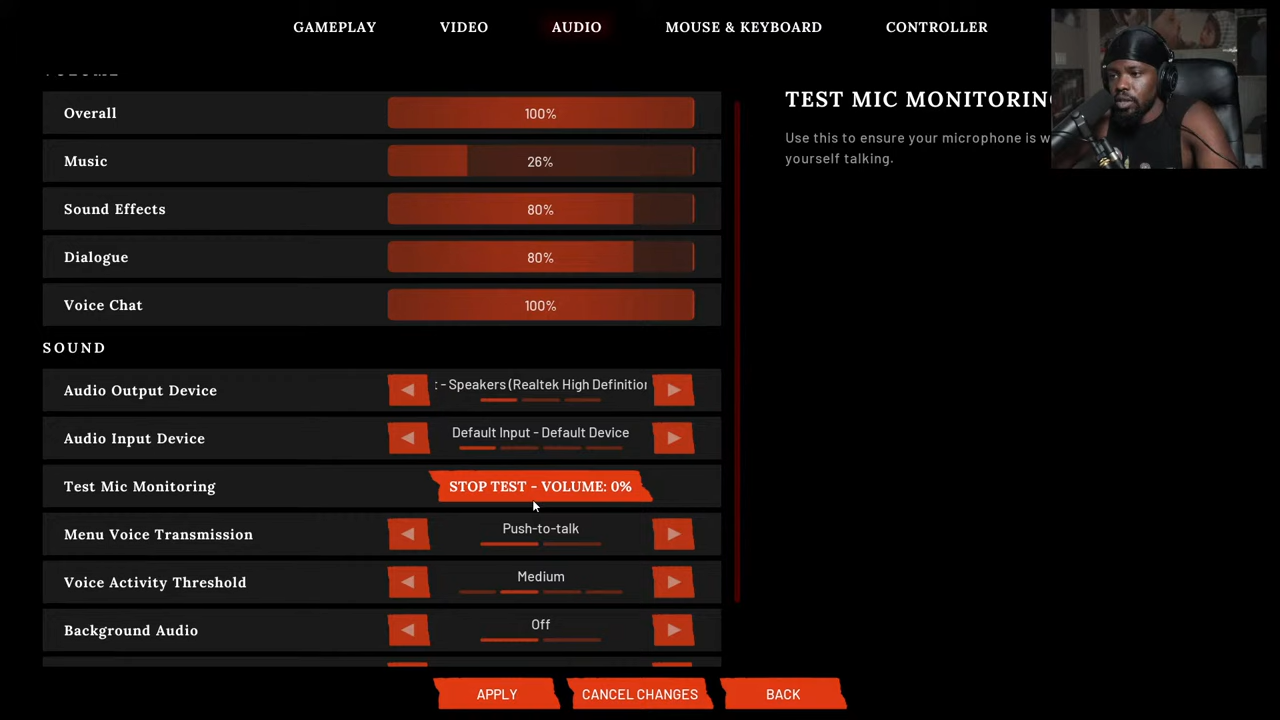 GAMEPLAY VIDEO AUDIO MOUSE & KEYBOARD CONTROLLER
Overall 100%
Music 26%
Sound Effects 80%
Dialogue 80%
Voice Chat 100%
SOUND
Audio Output Device ◀ : - Speakers (Realtek High Definition ▶
Audio Input Device ◀ Default Input - Default Device ▶
Test Mic Monitoring STOP TEST - VOLUME: 0%
Menu Voice Transmission ◀ Push-to-talk ▶
Voice Activity Threshold ◀ Medium ▶
Background Audio ◀ Off ▶
APPLY CANCEL CHANGES BACK
TEST MIC MONITORING
Use this to ensure your microphone is w
yourself talking.